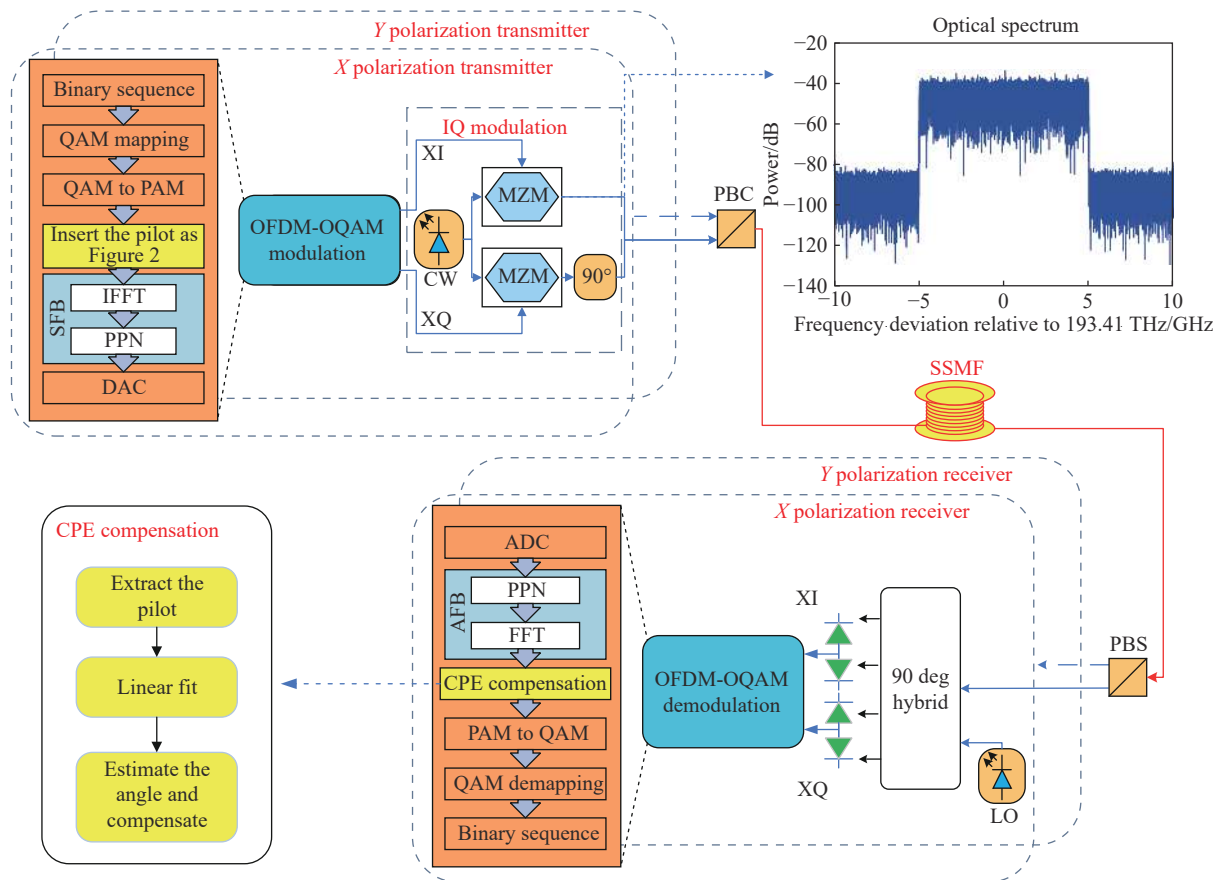 Y polarization transmitter
X polarization transmitter
Binary sequence
QAM mapping
QAM to PAM
Insert the pilot as
Figure 2
SFB
IFFT
PPN
DAC
OFDM-OQAM
modulation
IQ modulation
XI
MZM
CW
MZM
90°
XQ
PBC
Optical spectrum
Power/dB
−20
−40
−60
−80
−100
−120
−140
−10
−5
0
5
10
Frequency deviation relative to 193.41 THz/GHz
SSMF
Y polarization receiver
X polarization receiver
CPE compensation
Extract the
pilot
Linear fit
Estimate the
angle and
compensate
ADC
AFB
PPN
FFT
CPE compensation
PAM to QAM
QAM demapping
Binary sequence
OFDM-OQAM
demodulation
XI
XQ
90 deg
hybrid
PBS
LO